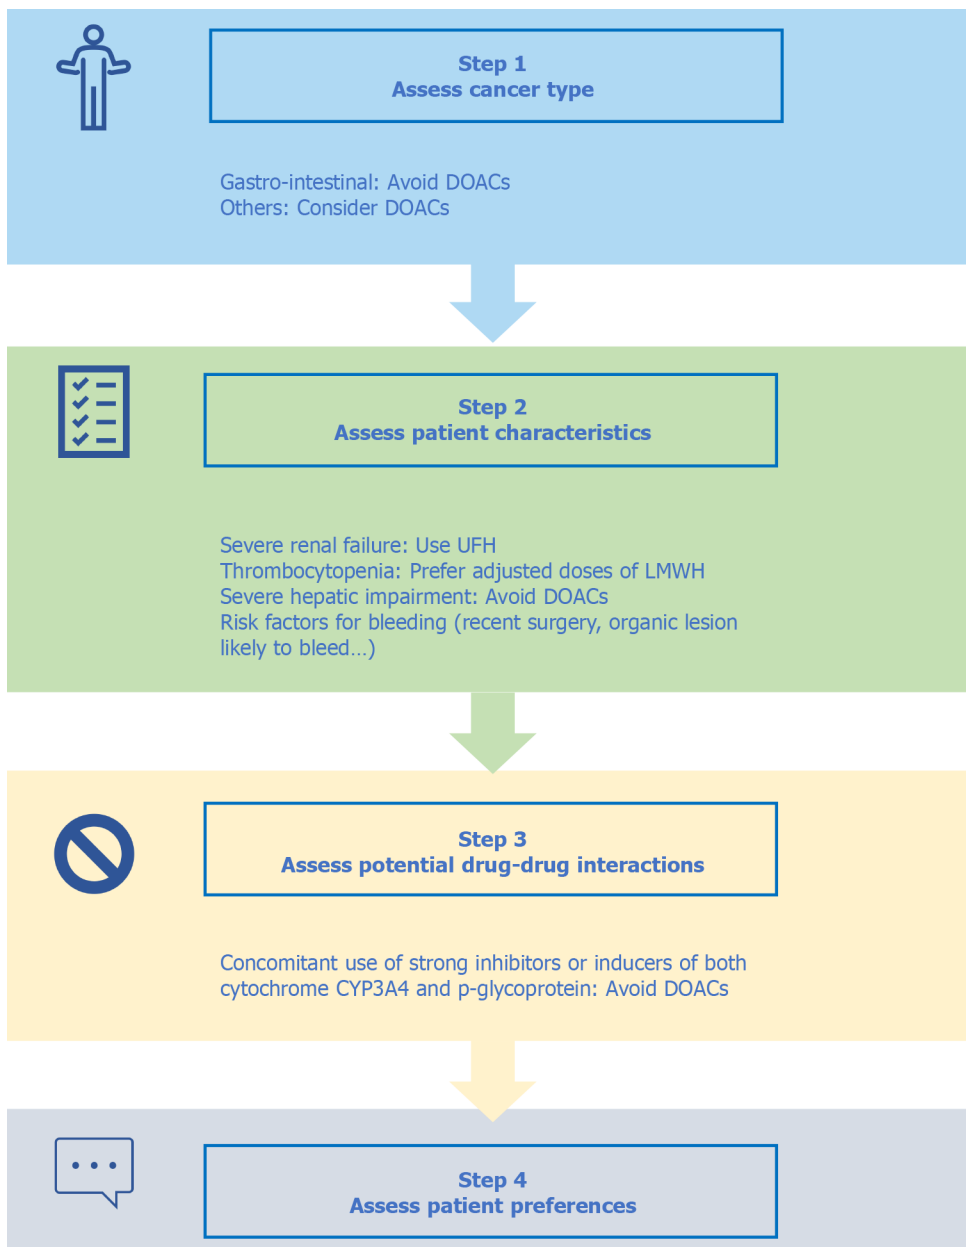 Step 1
Assess cancer type
Gastro-intestinal: Avoid DOACs
Others: Consider DOACs
Step 2
Assess patient characteristics
Severe renal failure: Use UFH
Thrombocytopenia: Prefer adjusted doses of LMWH
Severe hepatic impairment: Avoid DOACs
Risk factors for bleeding (recent surgery, organic lesion
likely to bleed…)
Step 3
Assess potential drug-drug interactions
Concomitant use of strong inhibitors or inducers of both
cytochrome CYP3A4 and p-glycoprotein: Avoid DOACs
Step 4
Assess patient preferences